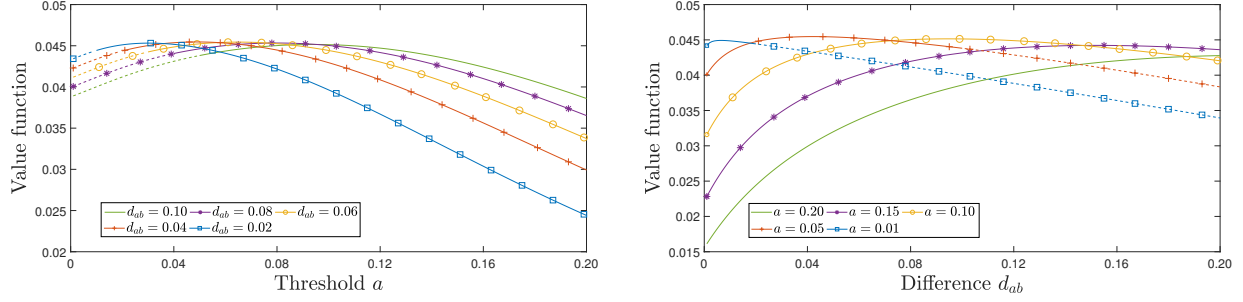 0.05
0.045
0.04
0.035
0.03
0.025
0.02
Value function
d_ab = 0.10
d_ab = 0.08
d_ab = 0.06
d_ab = 0.04
d_ab = 0.02
0 0.04 0.08 0.12 0.16 0.20
Threshold a
0.05
0.045
0.04
0.035
0.03
0.025
0.02
0.015
Value function
a = 0.20
a = 0.15
a = 0.10
a = 0.05
a = 0.01
0 0.04 0.08 0.12 0.16 0.20
Difference d_ab